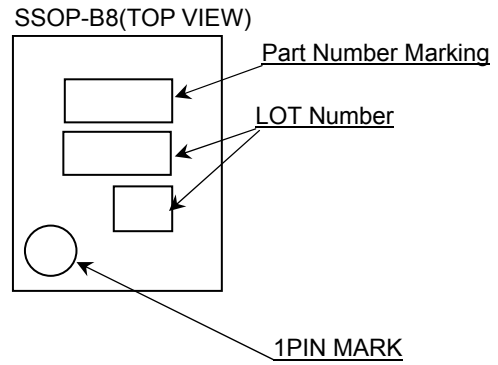 SSOP-B8(TOP VIEW)
Part Number Marking
LOT Number
1PIN MARK